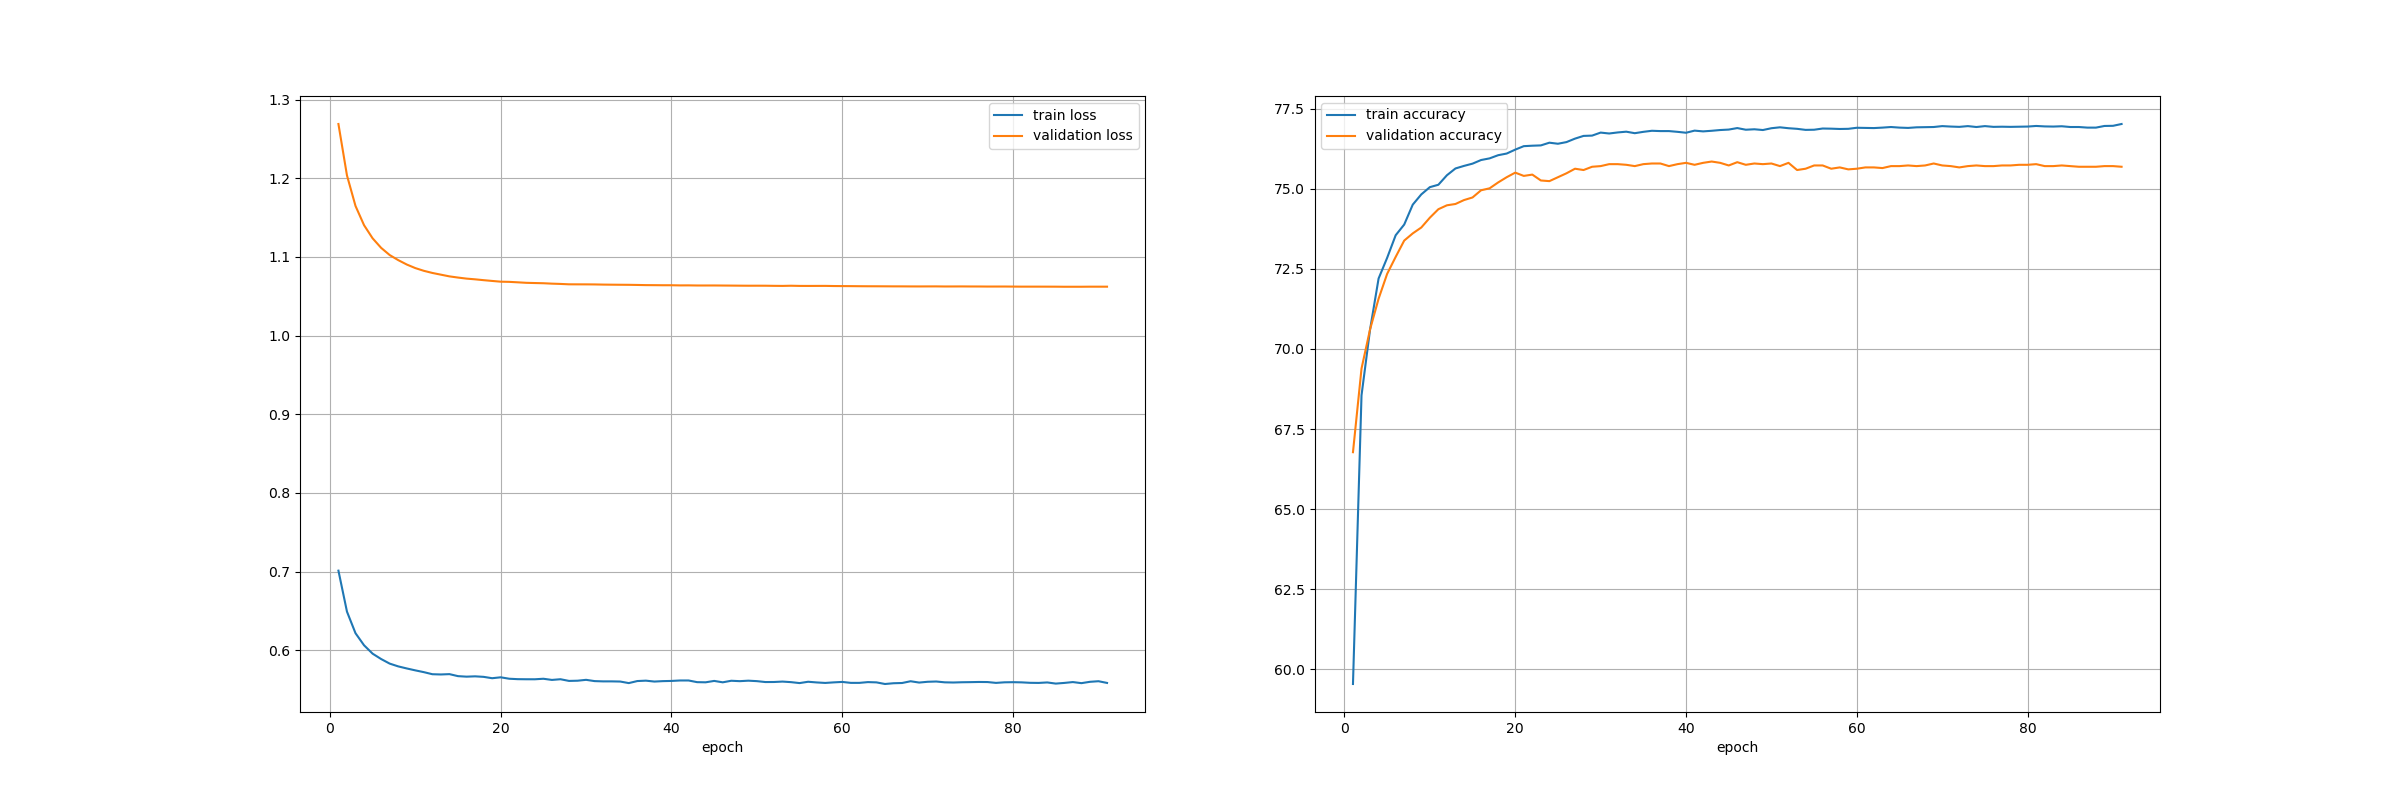 train loss
validation loss
1.3
1.2
1.1
1.0
0.9
0.8
0.7
0.6
0 20 40 60 80
epoch
train accuracy
validation accuracy
77.5
75.0
72.5
70.0
67.5
65.0
62.5
60.0
0 20 40 60 80
epoch